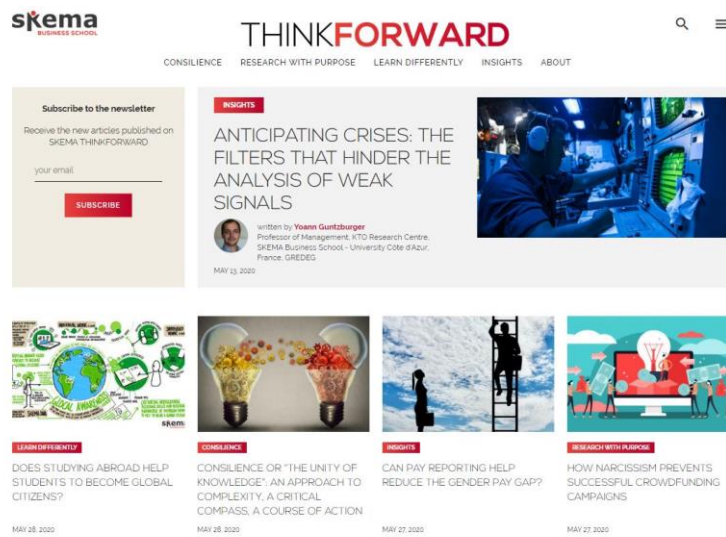 skema
BUSINESS SCHOOL
THINKFORWARD
CONSILIENCE RESEARCH WITH PURPOSE LEARN DIFFERENTLY INSIGHTS ABOUT
Subscribe to the newsletter
Receive the new articles published on
SKEMA THINKFORWARD
your email
SUBSCRIBE
INSIGHTS
ANTICIPATING CRISES: THE
FILTERS THAT HINDER THE
ANALYSIS OF WEAK
SIGNALS
written by Yoann Guntzburger
Professor of Management, KTO Research Centre,
SKEMA Business School - University Côte d'Azur,
France, GREDEG
MAY 13, 2020
LOCAL AWARENESS
skema
LEARN DIFFERENTLY
DOES STUDYING ABROAD HELP
STUDENTS TO BECOME GLOBAL
CITIZENS?
MAY 28, 2020
CONSILIENCE
CONSILIENCE OR "THE UNITY OF
KNOWLEDGE": AN APPROACH TO
COMPLEXITY, A CRITICAL
COMPASS, A COURSE OF ACTION
MAY 28, 2020
INSIGHTS
CAN PAY REPORTING HELP
REDUCE THE GENDER PAY GAP?
MAY 27, 2020
RESEARCH WITH PURPOSE
HOW NARCISSISM PREVENTS
SUCCESSFUL CROWDFUNDING
CAMPAIGNS
MAY 27, 2020